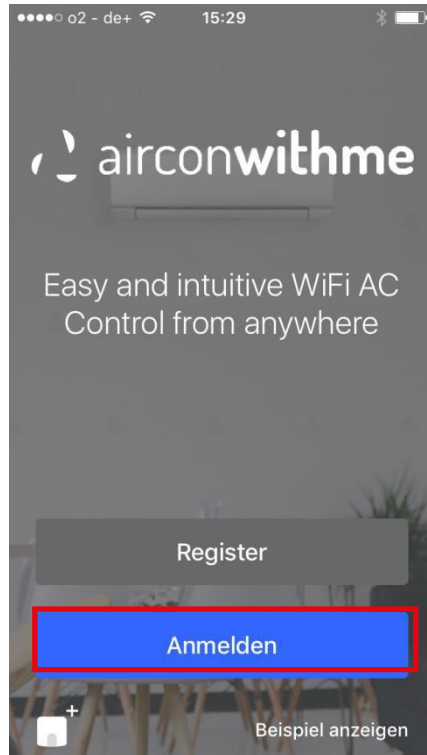 o2 - de+ 15:29
airconwithme
Easy and intuitive WiFi AC
Control from anywhere
Register
Anmelden
+
Beispiel anzeigen